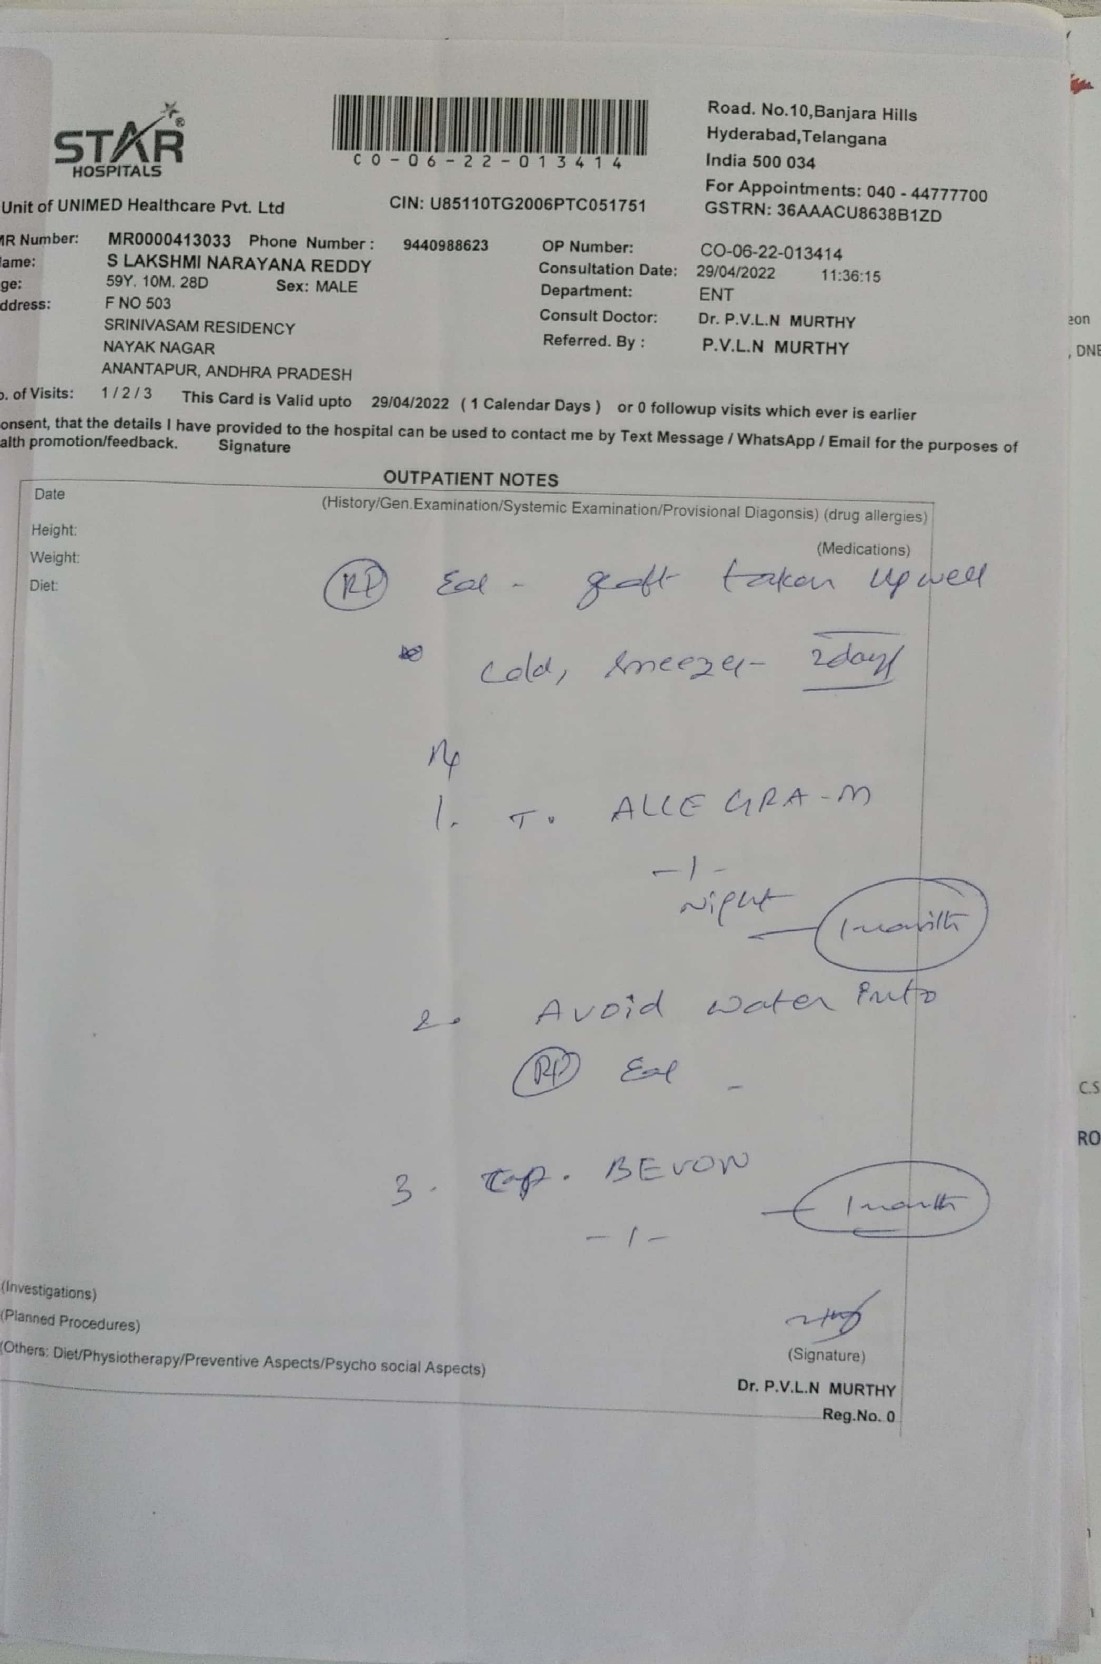 STAR
HOSPITALS
CO-06-22-013414
Road. No.10,Banjara Hills
Hyderabad,Telangana
India 500 034
For Appointments: 040 - 44777700
GSTRN: 36AAACU8638B1ZD
Unit of UNIMED Healthcare Pvt. Ltd
CIN: U85110TG2006PTC051751
MR Number: MR0000413033 Phone Number : 9440988623 OP Number: CO-06-22-013414
ame: S LAKSHMI NARAYANA REDDY Consultation Date: 29/04/2022 11:36:15
ge: 59Y. 10M. 28D Sex: MALE Department: ENT
ddress: F NO 503 Consult Doctor: Dr. P.V.L.N MURTHY
SRINIVASAM RESIDENCY Referred. By : P.V.L.N MURTHY
NAYAK NAGAR
ANANTAPUR, ANDHRA PRADESH
o. of Visits: 1 / 2 / 3 This Card is Valid upto 29/04/2022 ( 1 Calendar Days ) or 0 followup visits which ever is earlier
onsent, that the details I have provided to the hospital can be used to contact me by Text Message / WhatsApp / Email for the purposes of
alth promotion/feedback. Signature
OUTPATIENT NOTES
Date (History/Gen.Examination/Systemic Examination/Provisional Diagonsis) (drug allergies)
Height:
Weight: (Medications)
Diet:
Ear - graft taken up well
cold, sneezer- 2days
1. T. ALLEGRA-M
-1-
Night
1 month
2. Avoid water into
Ear -
3. cap. BEVON
1 month
-1-
(Investigations)
(Planned Procedures)
(Others: Diet/Physiotherapy/Preventive Aspects/Psycho social Aspects)
(Signature)
Dr. P.V.L.N MURTHY
Reg.No. 0
eon
, DNB
C.S
RO